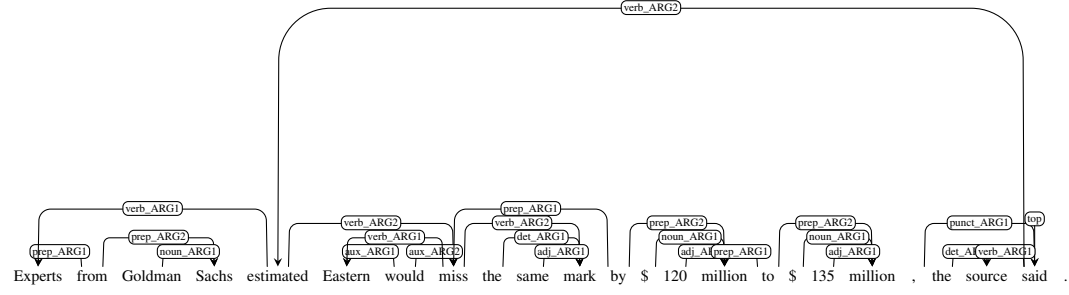 verb_ARG2
verb_ARG1 prep_ARG1
verb_ARG2 verb_ARG2 prep_ARG2 prep_ARG2 punct_ARG1 top
prep_ARG2 verb_ARG1 det_ARG1 noun_ARG1 noun_ARG1
prep_ARG1 noun_ARG1 aux_ARG1 aux_ARG2 adj_ARG1 prep_ARG1 adj_ARG1 verb_ARG1
Experts from Goldman Sachs estimated Eastern would miss the same mark by $ 120 million to $ 135 million , the source said .